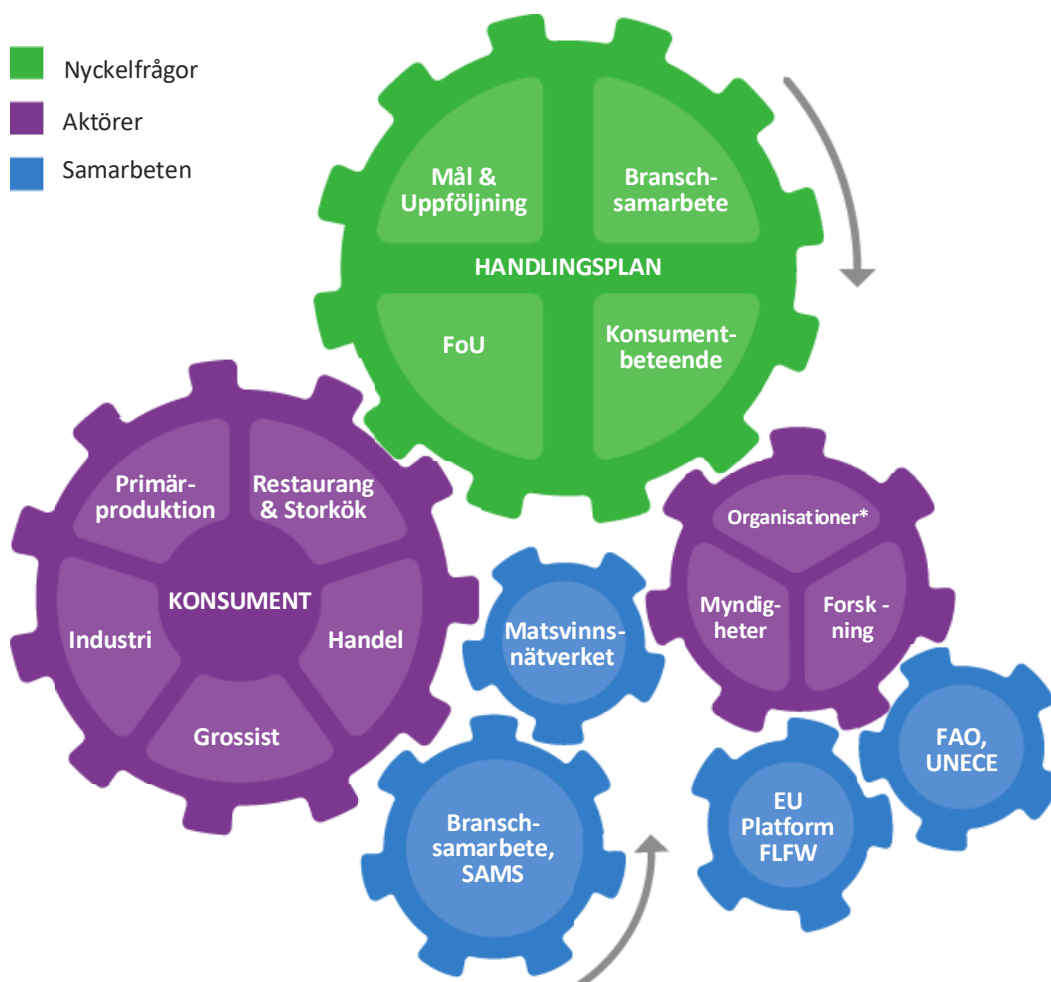 Nyckelfrågor
Aktörer
Samarbeten
Mål &
Uppföljning
Bransch-
samarbete
HANDLINGSPLAN
FoU
Konsument-
beteende
Primär-
produktion
Restaurang
& Storkök
KONSUMENT
Industri
Handel
Grossist
Organisationer*
Myndig-
heter
Forsk -
ning
Matsvinns-
nätverket
Bransch-
samarbete,
SAMS
EU
Platform
FLFW
FAO,
UNECE